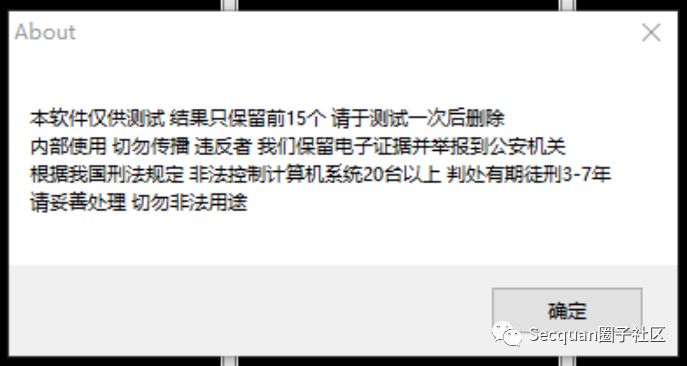 About
本软件仅供测试 结果只保留前15个 请于测试一次后删除
内部使用 切勿传播 违反者 我们保留电子证据并举报到公安机关
根据我国刑法规定 非法控制计算机系统20台以上 判处有期徒刑3-7年
请妥善处理 切勿非法用途
确定
Secquan圈子社区